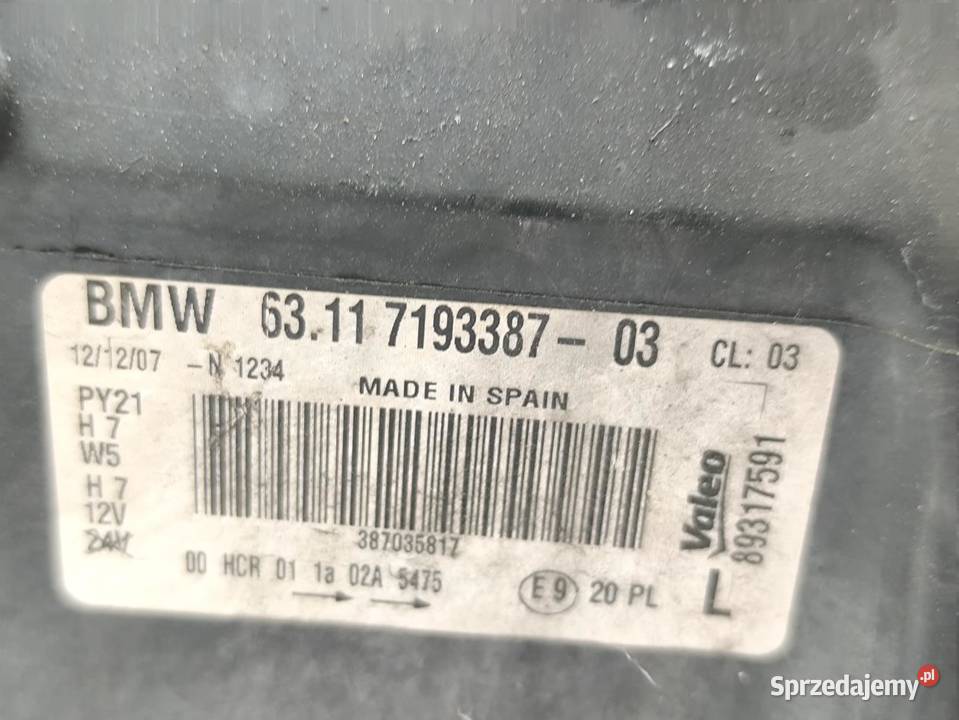 BMW 63.11 7193387- 03 CL: 03
12/12/07 -N 1234
MADE IN SPAIN
PY21
H 7
W5
H 7
12V
24V
387035817
00 HCR 01 1a 02A 5475
E 9 20 PL
Valeo
89317591
L
Sprzedajemy.pl